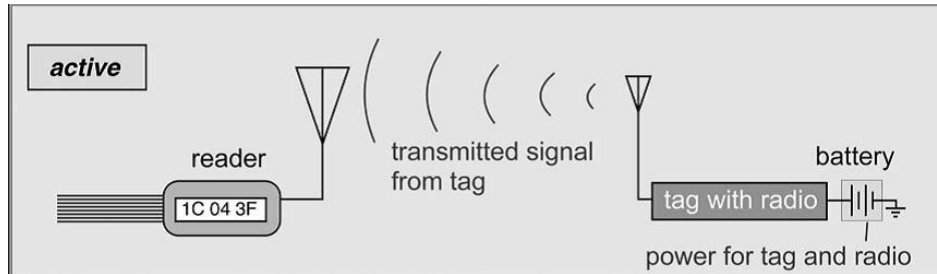 active
reader
1C 04 3F
transmitted signal
from tag
battery
tag with radio
power for tag and radio